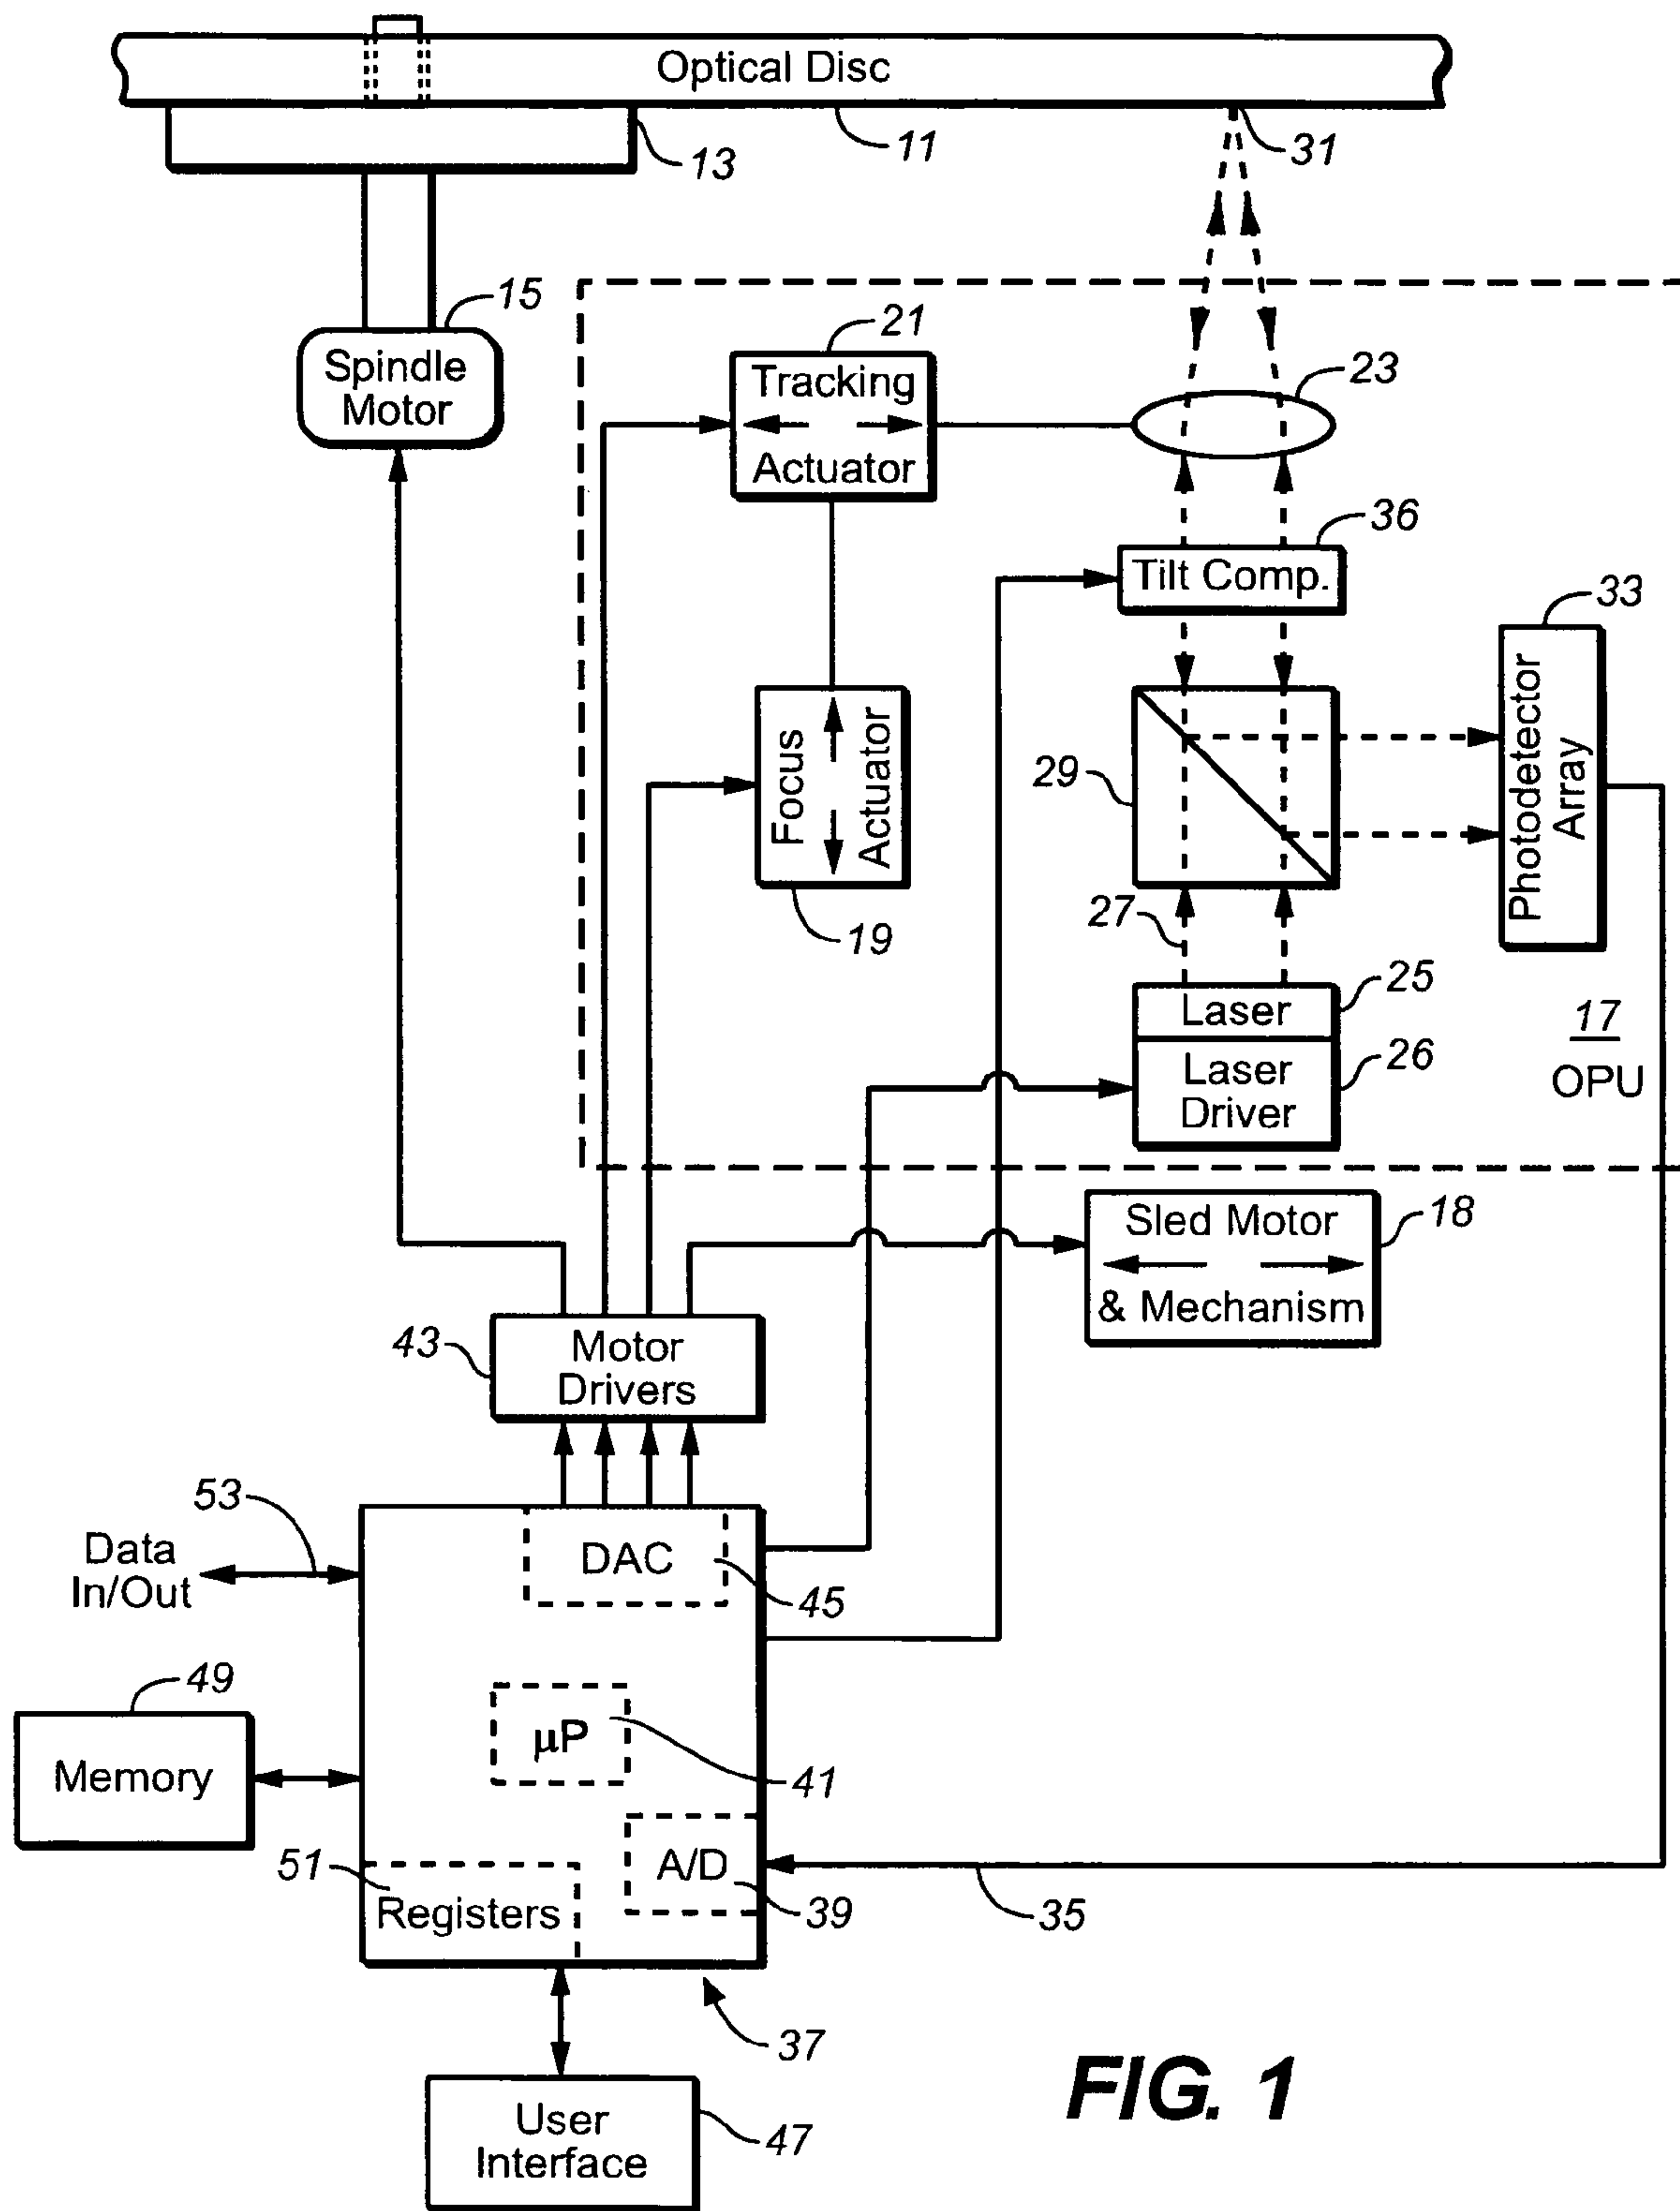 Optical Disc
13
11
31
15
Spindle
Motor
21
Tracking
Actuator
23
36
Tilt Comp.
33
Photodetector
Array
Focus
Actuator
19
29
27
25
Laser
17
OPU
26
Laser
Driver
Sled Motor
& Mechanism
18
43
Motor
Drivers
53
Data
In/Out
DAC
45
49
Memory
µP
41
51
Registers
A/D
39
35
37
User
Interface
47
FIG. 1